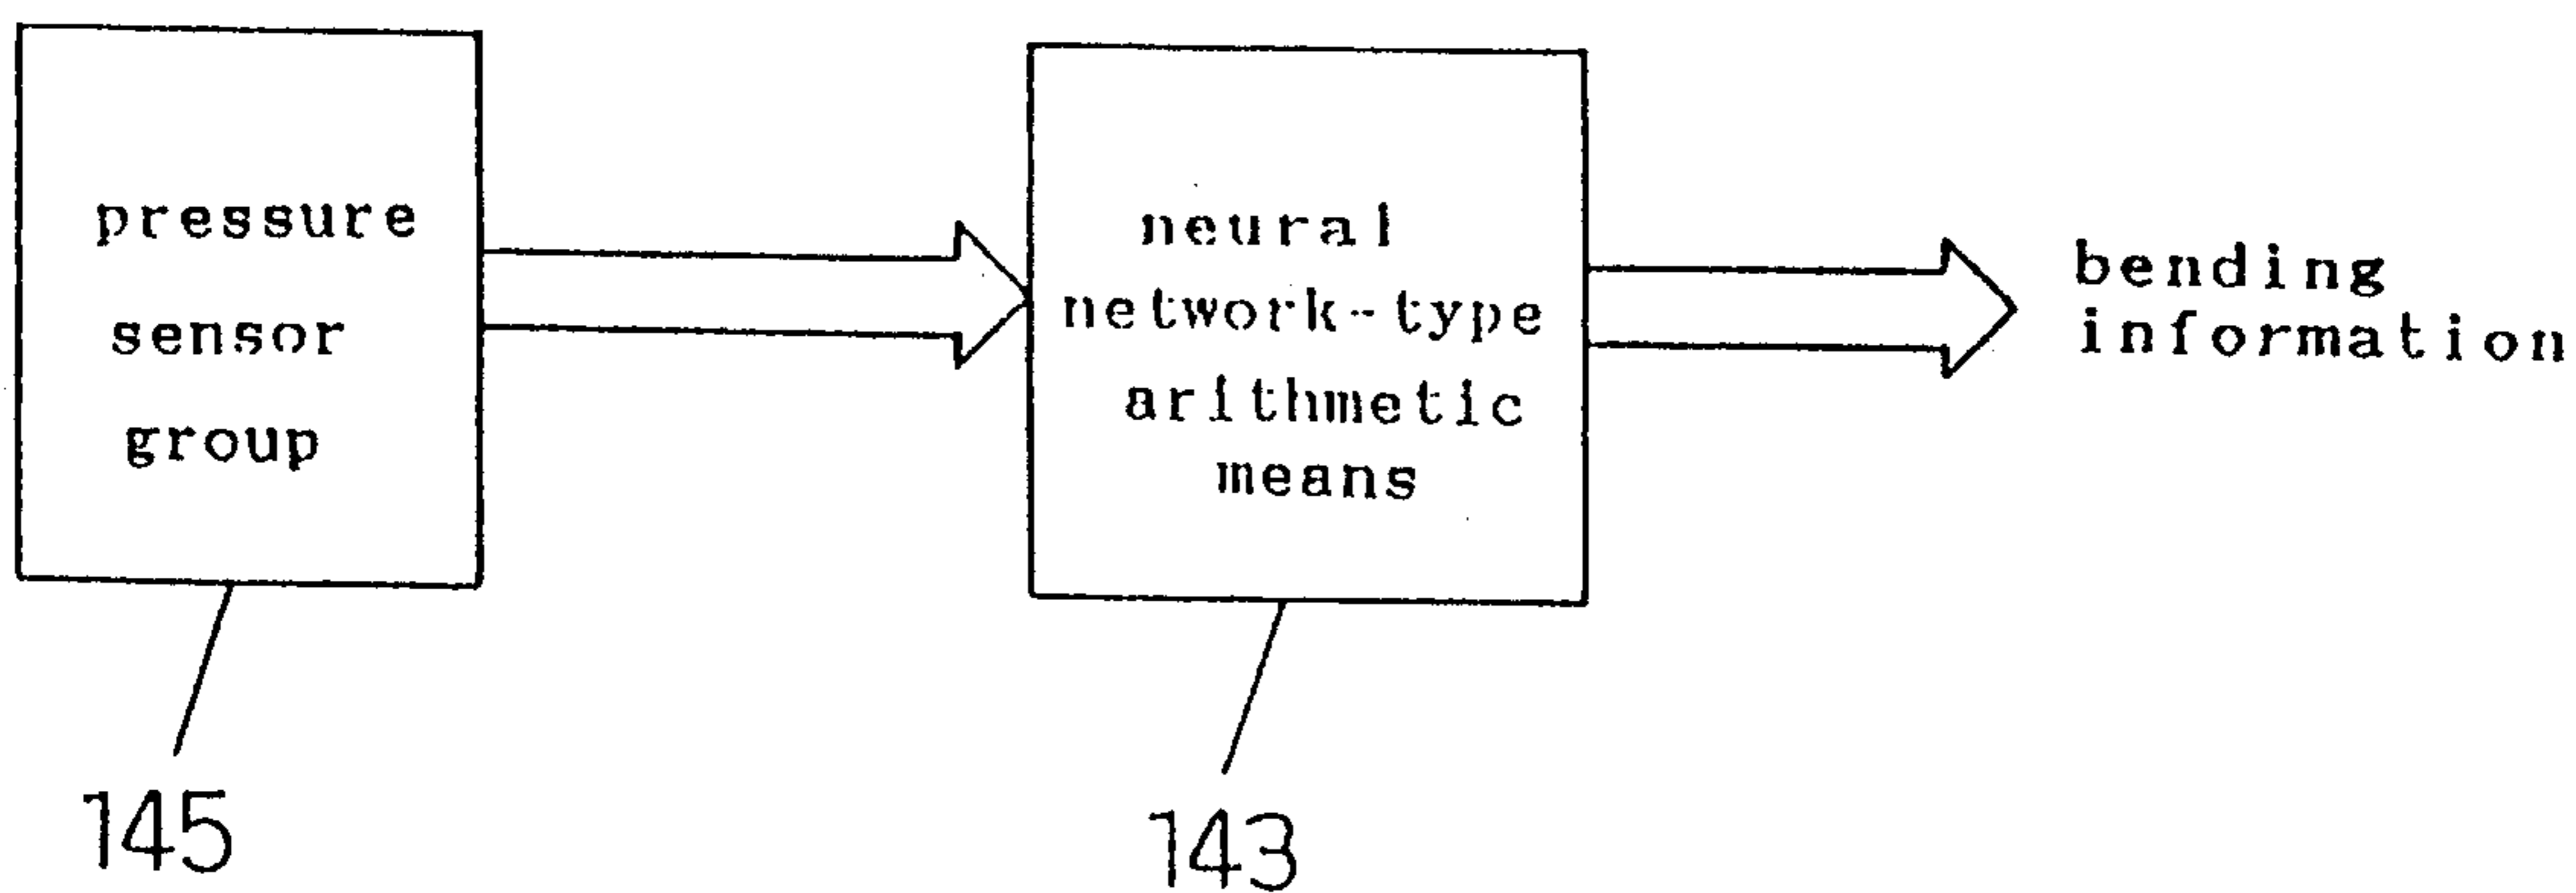 pressure
sensor
group
neural
network-type
arithmetic
means
bending
information
145
143